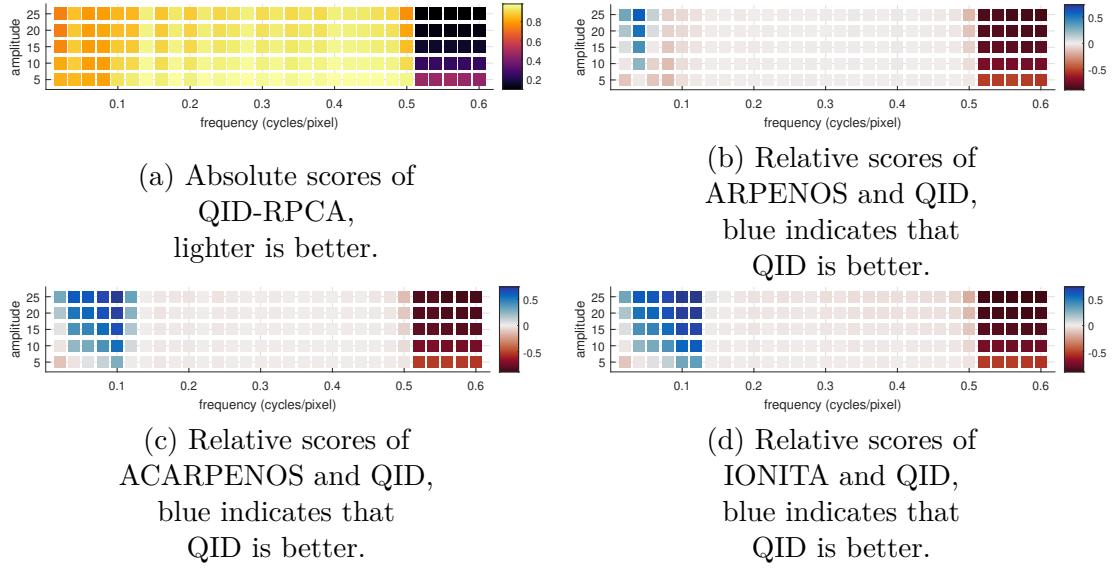 25
20
15
10
5
amplitude
0.1
0.2
0.3
0.4
0.5
0.6
frequency (cycles/pixel)
0.8
0.6
0.4
0.2
(a) Absolute scores of
QID-RPCA,
lighter is better.
25
20
15
10
5
amplitude
0.1
0.2
0.3
0.4
0.5
0.6
frequency (cycles/pixel)
0.5
0
-0.5
(b) Relative scores of
ARPENOS and QID,
blue indicates that
QID is better.
25
20
15
10
5
amplitude
0.1
0.2
0.3
0.4
0.5
0.6
frequency (cycles/pixel)
0.5
0
-0.5
(c) Relative scores of
ACARPENOS and QID,
blue indicates that
QID is better.
25
20
15
10
5
amplitude
0.1
0.2
0.3
0.4
0.5
0.6
frequency (cycles/pixel)
0.5
0
-0.5
(d) Relative scores of
IONITA and QID,
blue indicates that
QID is better.